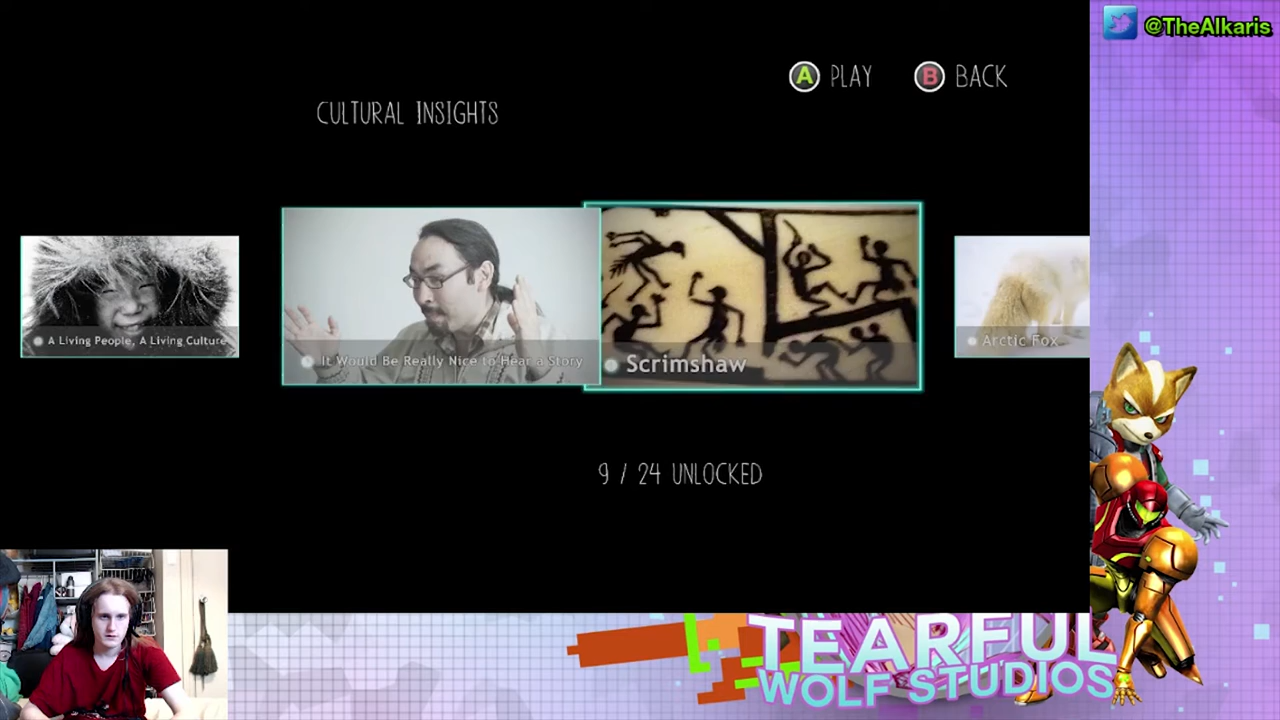 @TheAlkaris
A PLAY B BACK
CULTURAL INSIGHTS
A Living People, A Living Culture
It Would Be Really Nice to Hear a Story
Scrimshaw
Arctic Fox
9 / 24 UNLOCKED
TEARFUL
WOLF STUDIOS